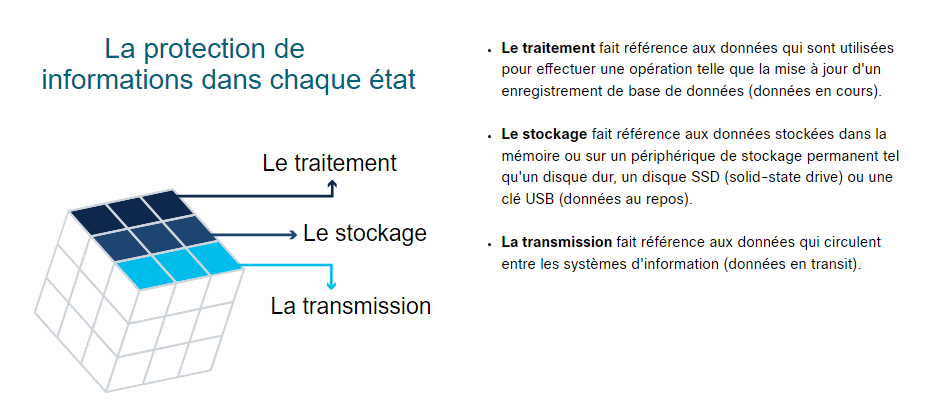 La protection de
informations dans chaque état
Le traitement
Le stockage
La transmission
• Le traitement fait référence aux données qui sont utilisées
pour effectuer une opération telle que la mise à jour d'un
enregistrement de base de données (données en cours).
• Le stockage fait référence aux données stockées dans la
mémoire ou sur un périphérique de stockage permanent tel
qu'un disque dur, un disque SSD (solid-state drive) ou une
clé USB (données au repos).
• La transmission fait référence aux données qui circulent
entre les systèmes d'information (données en transit).